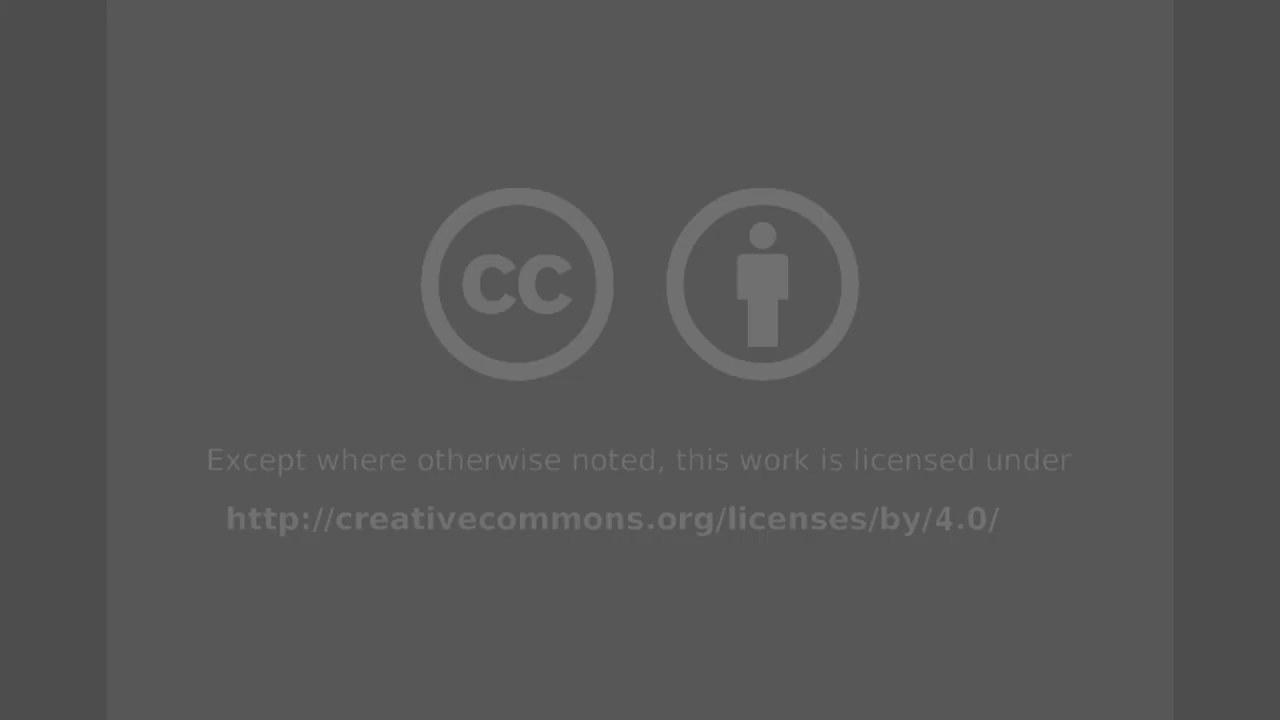 cc
Except where otherwise noted, this work is licensed under
http://creativecommons.org/licenses/by/4.0/